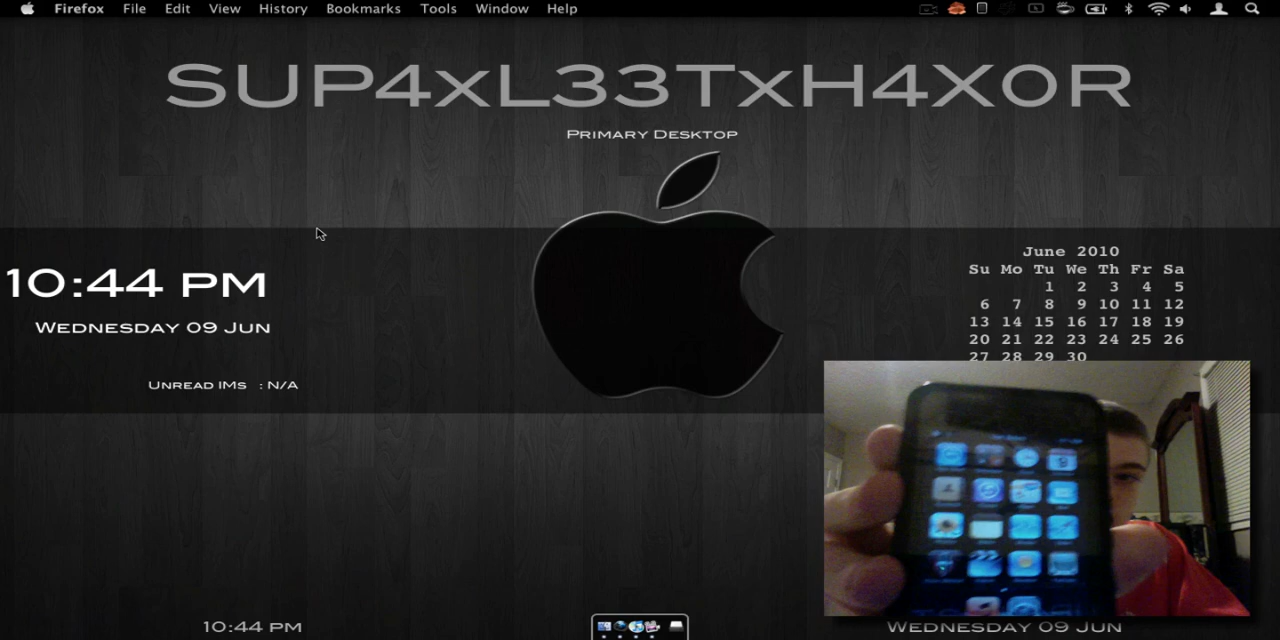 Firefox File Edit View History Bookmarks Tools Window Help
SUP4xL33TxH4X0R
Primary Desktop
10:44 PM
Wednesday 09 Jun
Unread IMs : N/A
June 2010
Su Mo Tu We Th Fr Sa
1 2 3 4 5
6 7 8 9 10 11 12
13 14 15 16 17 18 19
20 21 22 23 24 25 26
27 28 29 30
10:44 PM
Wednesday 09 Jun